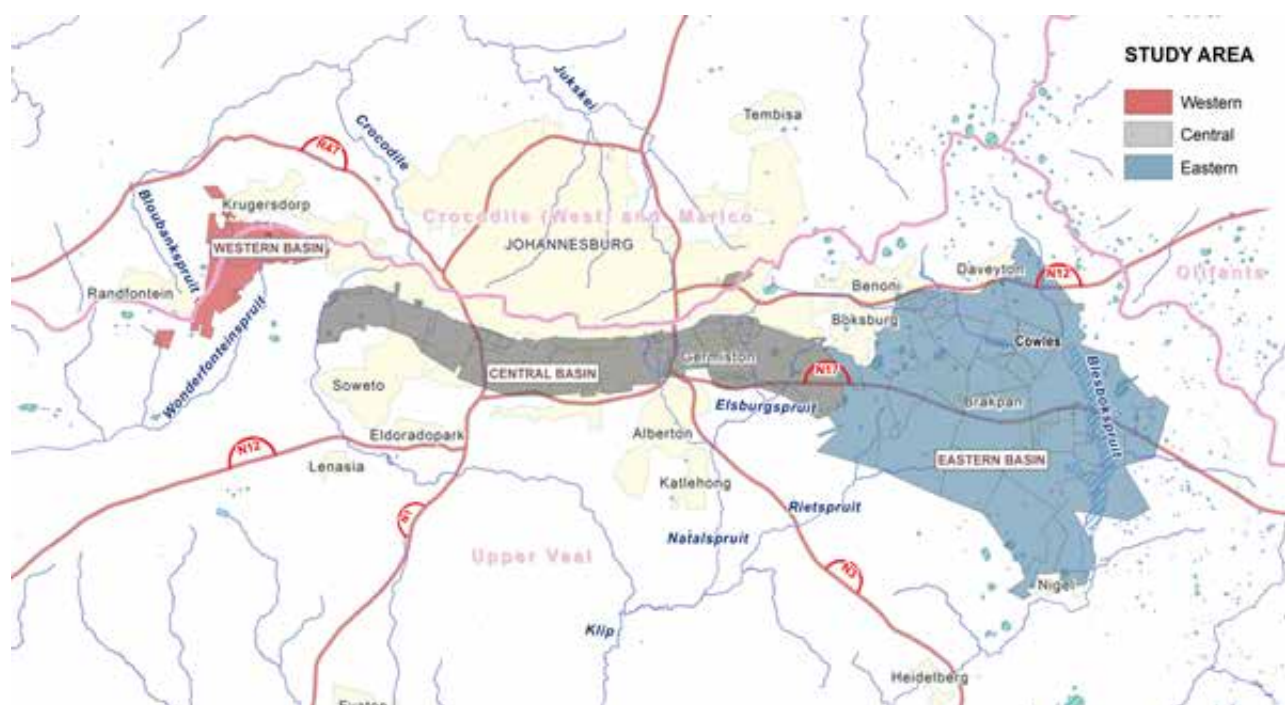 STUDY AREA
Western
Central
Eastern
Jukskei
Tembisa
Crocodile
R47
Bloubankspruit
Krugersdorp
Crocodile (West) and Marico
WESTERN BASIN
JOHANNESBURG
Olifants
Daveyton
N12
Benoni
Randfontein
Boksburg
Cowles
Wonderfonteinspruit
Germiston
Blesbokspruit
CENTRAL BASIN
N17
Soweto
Elsburgspruit
Brakpan
Eldoradopark
Alberton
N12
Lenasia
EASTERN BASIN
Katlehong
Rietspruit
N1
Natalspruit
Upper Vaal
N3
Nigel
Klip
Heidelberg